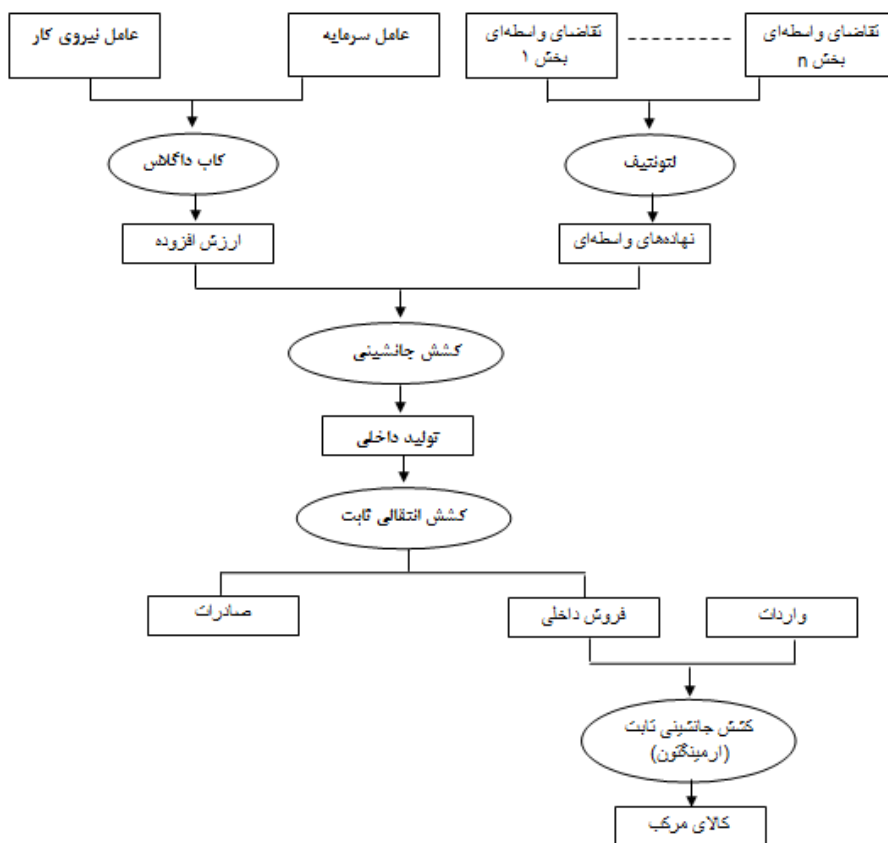 عامل نیروی کار
عامل سرمایه
تقاضای واسطه‌ای
بخش ۱
تقاضای واسطه‌ای
بخش n
کاب داگلاس
لئونتیف
ارزش افزوده
نهاده‌های واسطه‌ای
کشش جانشینی
تولید داخلی
کشش انتقالی ثابت
صادرات
فروش داخلی
واردات
کشش جانشینی ثابت
(ارمینگتون)
کالای مرکب